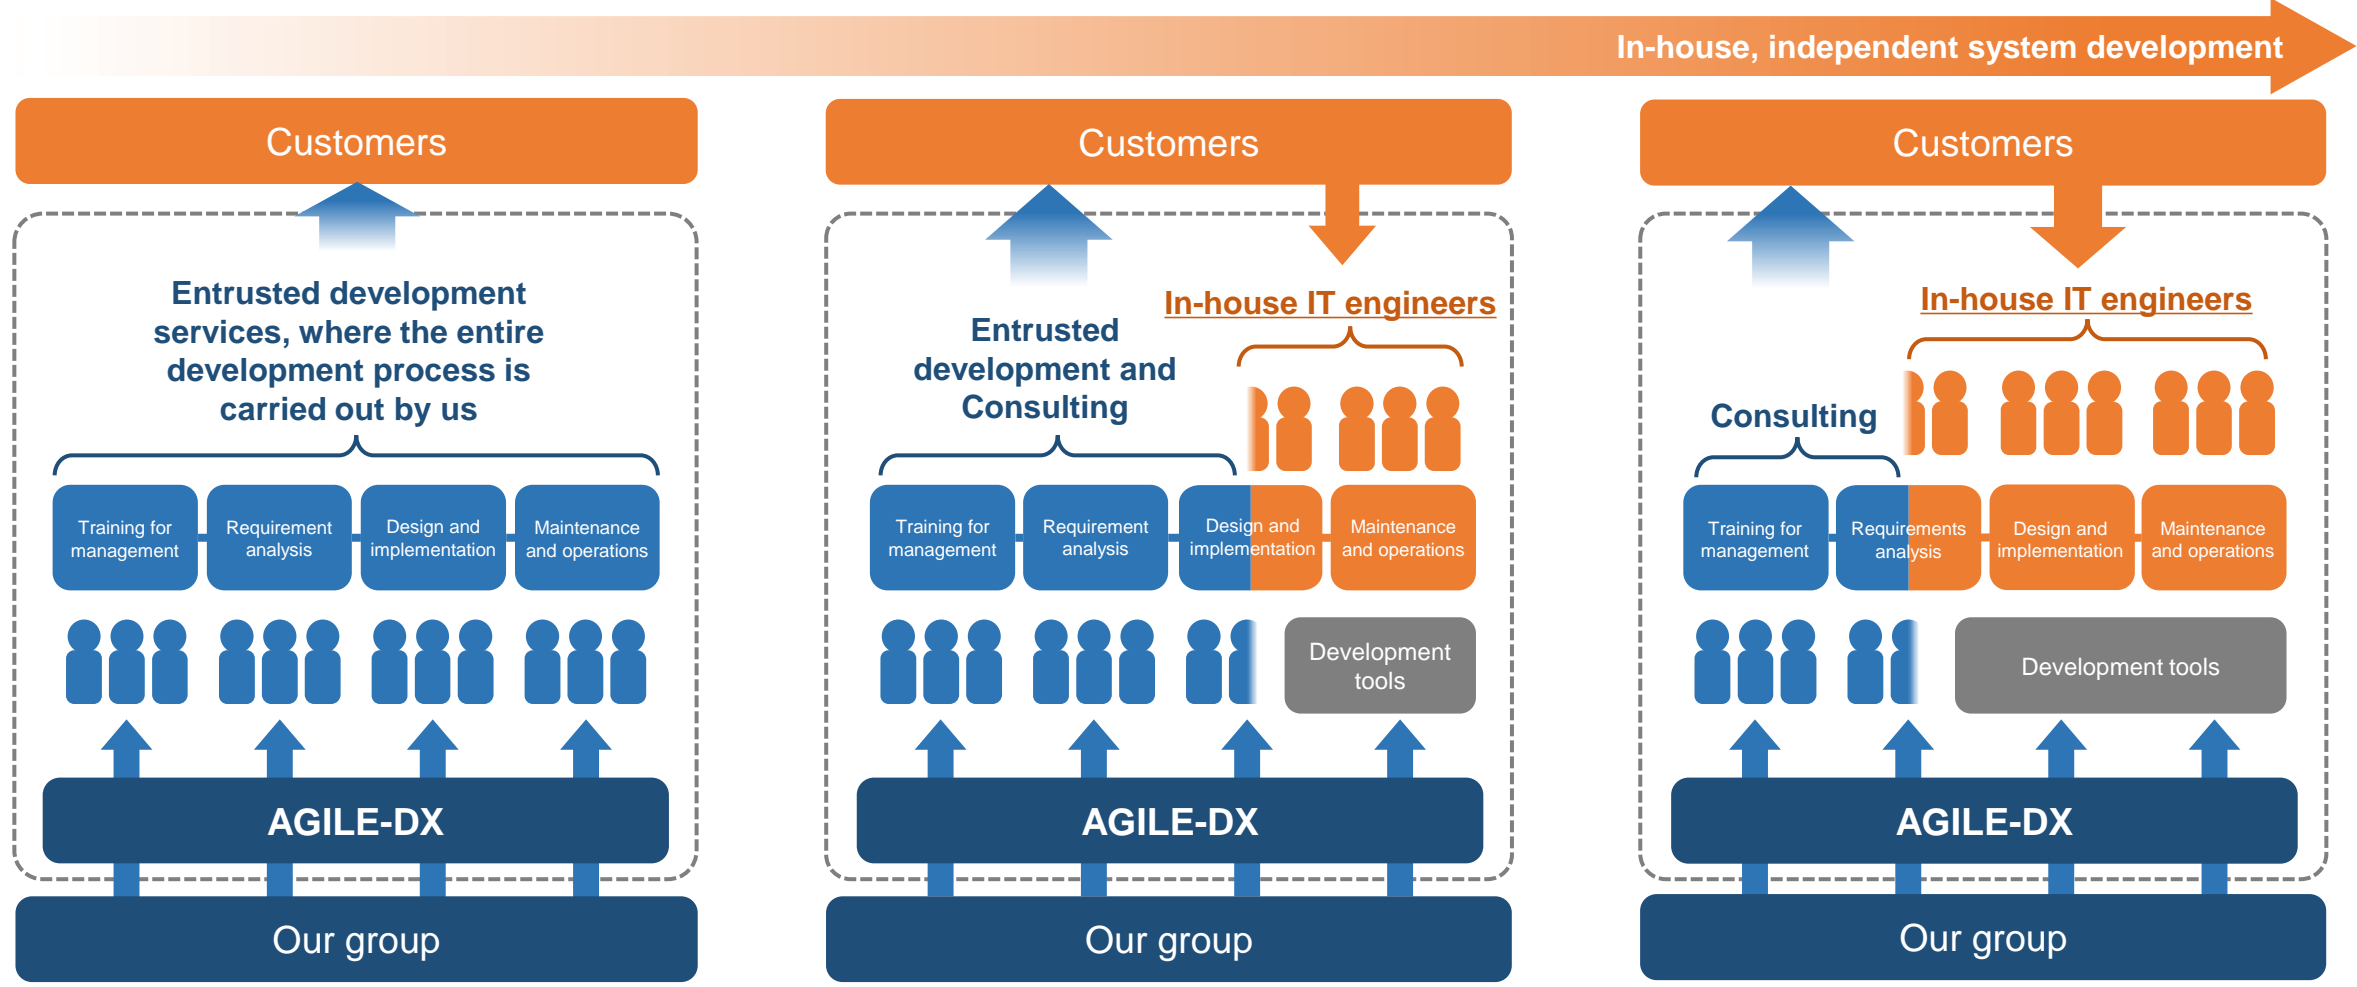 In-house, independent system development
Customers
Entrusted development
services, where the entire
development process is
carried out by us
Training for
management
Requirement
analysis
Design and
implementation
Maintenance
and operations
AGILE-DX
Our group
Customers
Entrusted
development and
Consulting
In-house IT engineers
Training for
management
Requirement
analysis
Design and
implementation
Maintenance
and operations
Development
tools
AGILE-DX
Our group
Customers
Consulting
In-house IT engineers
Training for
management
Requirements
analysis
Design and
implementation
Maintenance
and operations
Development tools
AGILE-DX
Our group